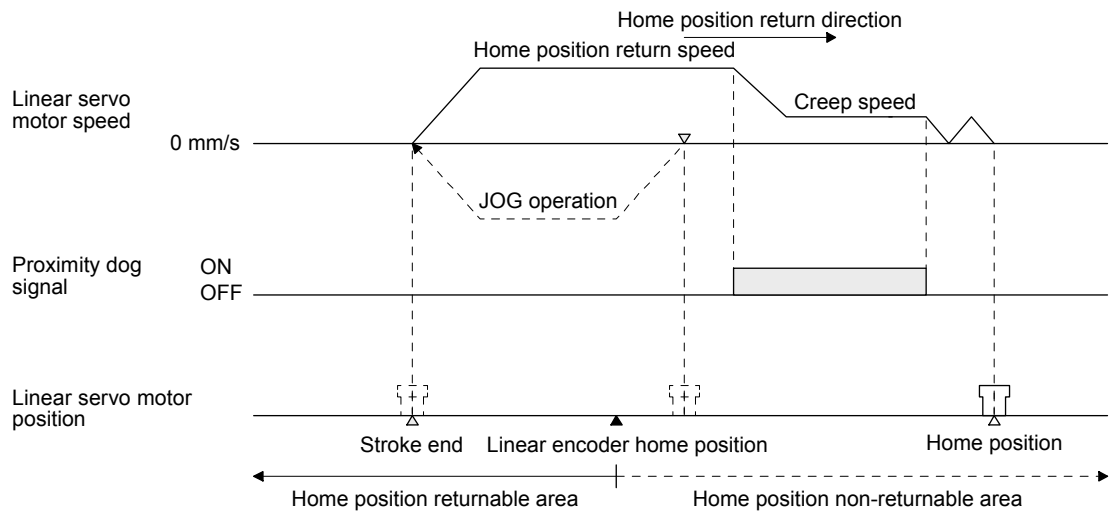 Home position return direction
Home position return speed
Linear servo
motor speed
Creep speed
0 mm/s
JOG operation
Proximity dog
signal
ON
OFF
Linear servo motor
position
Stroke end
Linear encoder home position
Home position
Home position returnable area
Home position non-returnable area